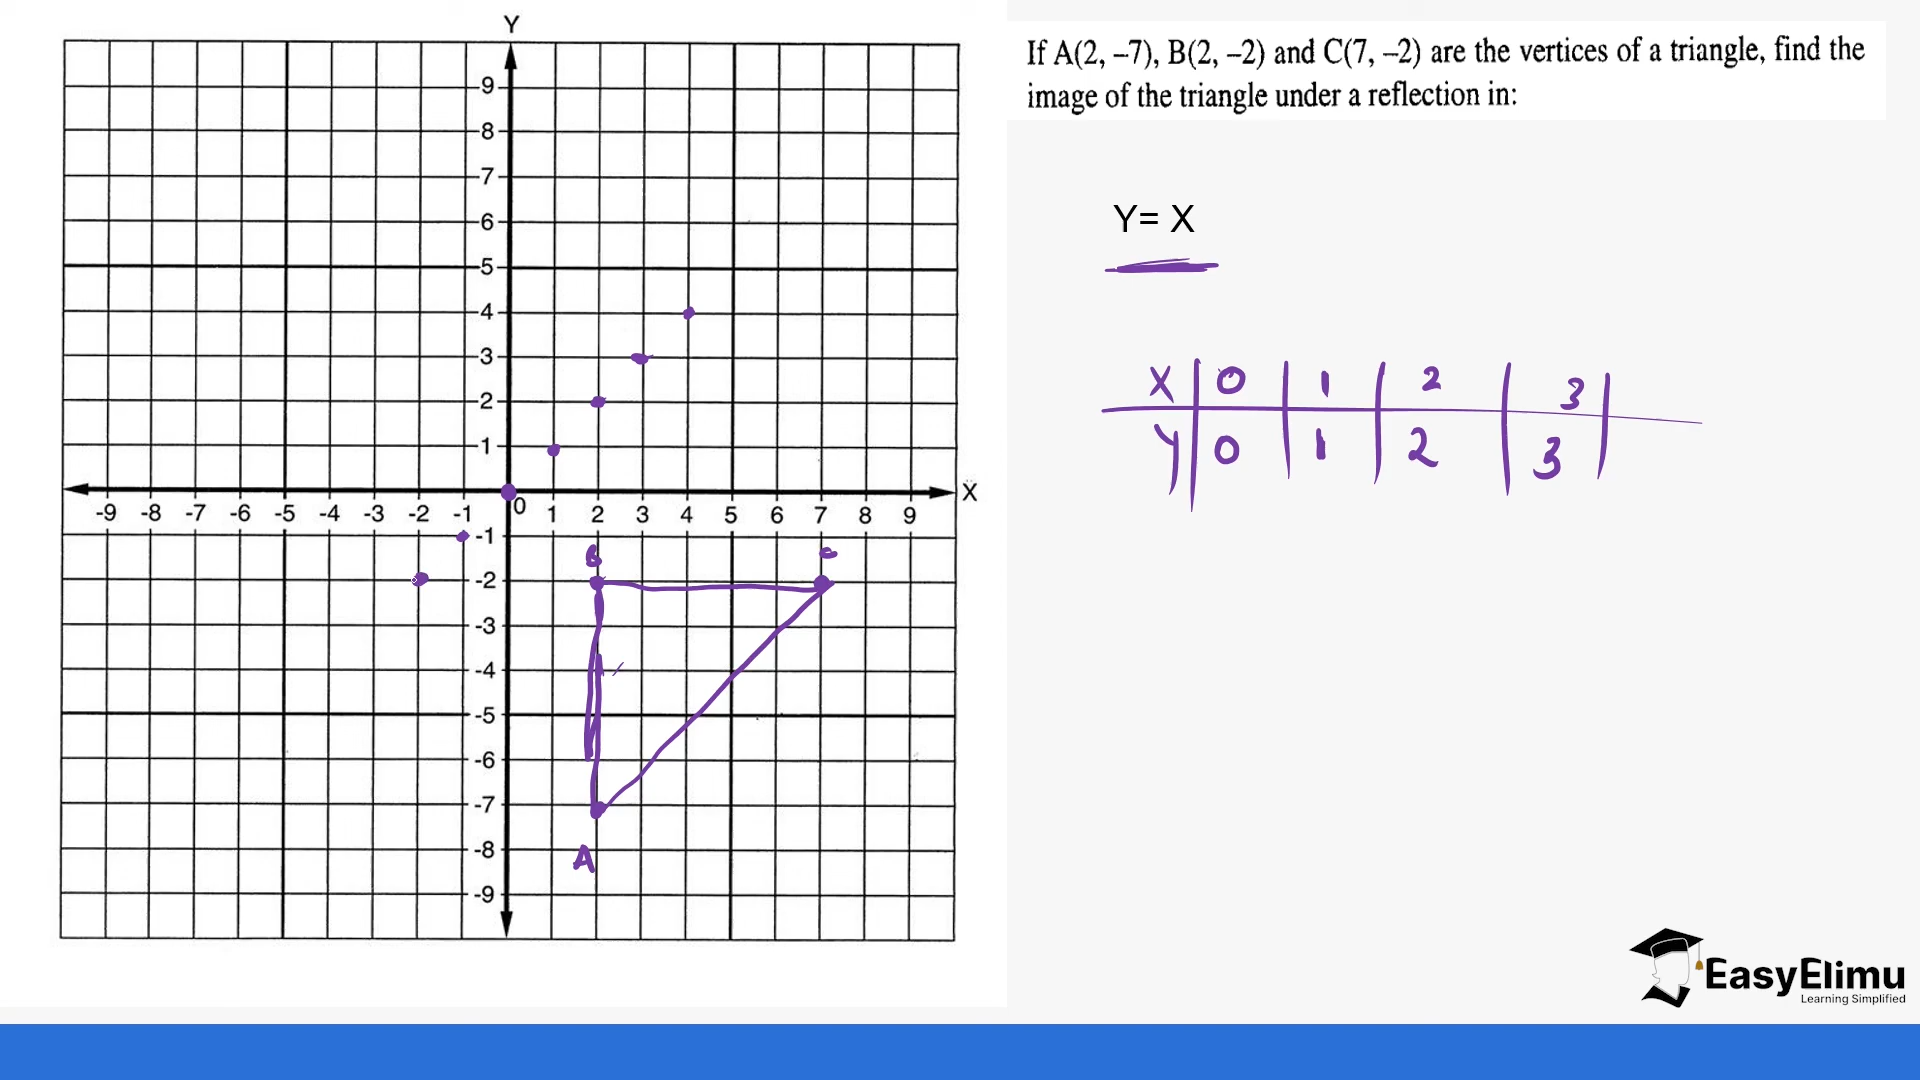 Y
9
8
7
6
5
4
3
2
1
X
-9 -8 -7 -6 -5 -4 -3 -2 -1 0 1 2 3 4 5 6 7 8 9
-1
-2
-3
-4
-5
-6
-7
-8
-9
B
C
A
If A(2, –7), B(2, –2) and C(7, –2) are the vertices of a triangle, find the
image of the triangle under a reflection in:
Y= X
X 0 1 2 3
Y 0 1 2 3
EasyElimu
Learning Simplified